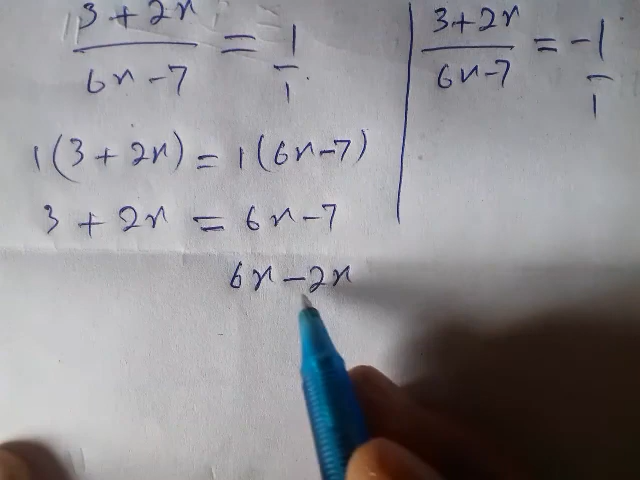 3 + 2x / 6x - 7 = 1/1
1(3 + 2x) = 1(6x - 7)
3 + 2x = 6x - 7
6x - 2x
3 + 2x / 6x - 7 = -1/1